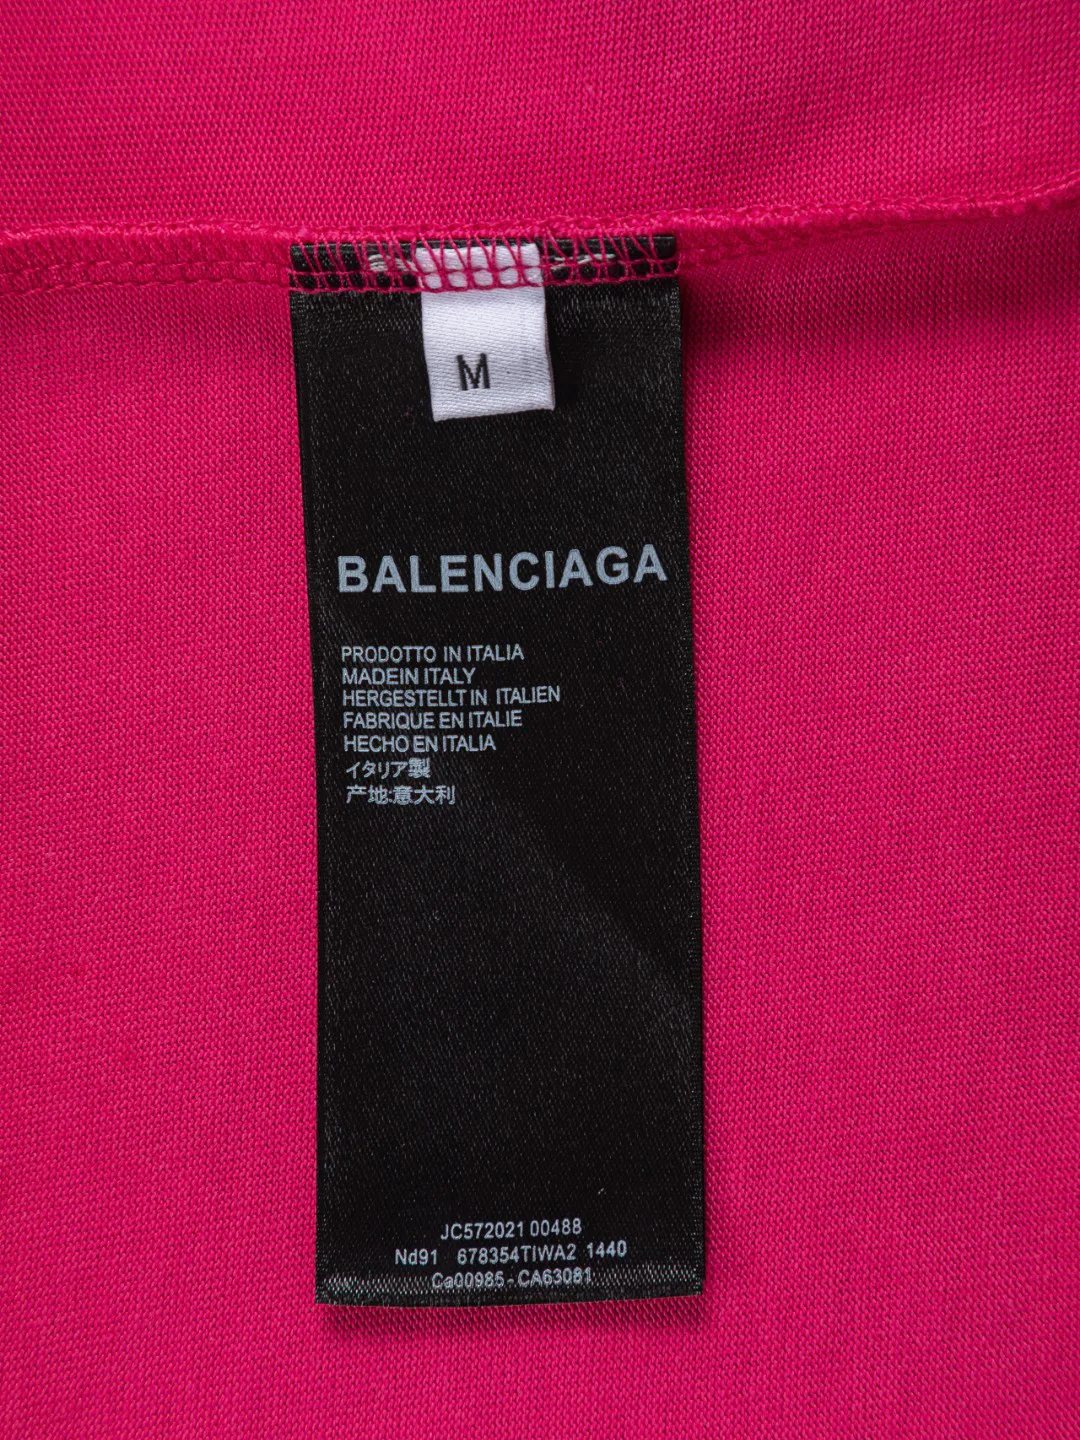 M
BALENCIAGA
PRODOTTO IN ITALIA
MADEIN ITALY
HERGESTELLT IN ITALIEN
FABRIQUE EN ITALIE
HECHO EN ITALIA
イタリア製
产地:意大利
JC572021 00488
Nd91 678354TIWA2 1440
Ca00985-CA63081